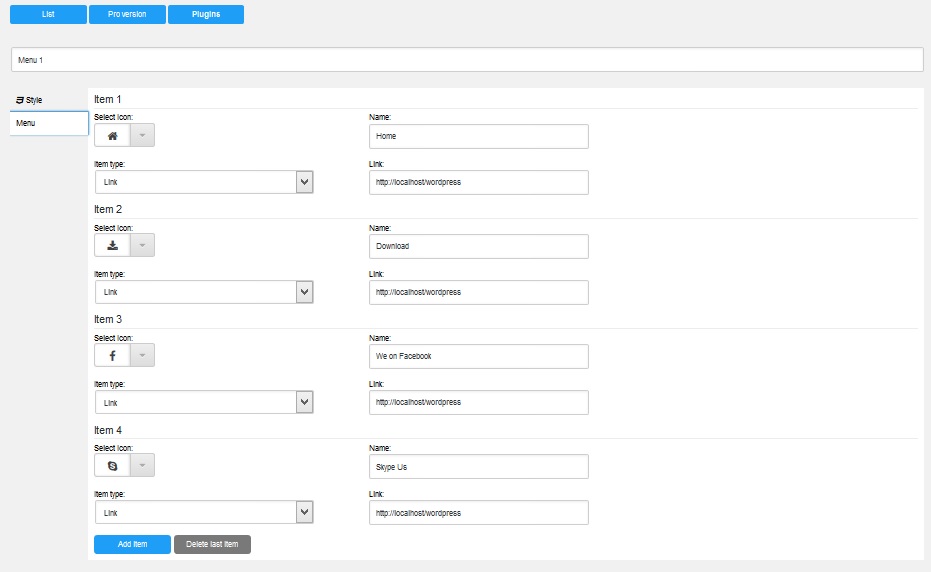 List Pro version Plugins
Menu 1
Style
Menu
Item 1
Select icon: Name:
Home
Item type: Link:
Link http://localhost/wordpress
Item 2
Select icon: Name:
Download
Item type: Link:
Link http://localhost/wordpress
Item 3
Select icon: Name:
We on Facebook
Item type: Link:
Link http://localhost/wordpress
Item 4
Select icon: Name:
Skype Us
Item type: Link:
Link http://localhost/wordpress
Add item Delete last item